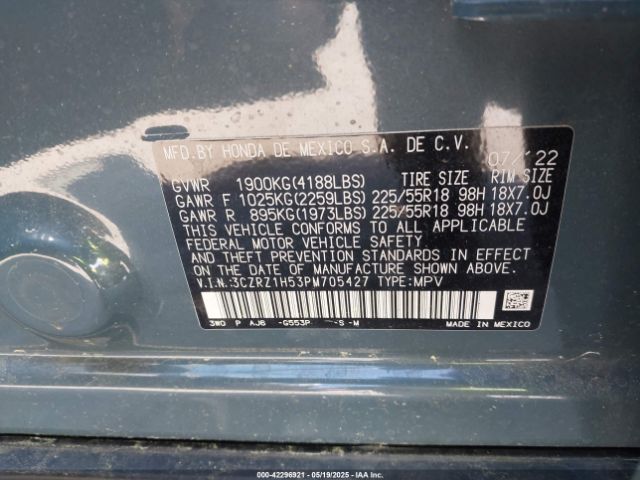 MFD.BY HONDA DE MEXICO S.A. DE C.V. 07/'22
GVWR 1900KG(4188LBS) TIRE SIZE RIM SIZE
GAWR F 1025KG(2259LBS) 225/55R18 98H 18X7.0J
GAWR R 895KG(1973LBS) 225/55R18 98H 18X7.0J
THIS VEHICLE CONFORMS TO ALL APPLICABLE
FEDERAL MOTOR VEHICLE SAFETY
AND THEFT PREVENTION STANDARDS IN EFFECT
ON THE DATE OF MANUFACTURE SHOWN ABOVE.
V.I.N.:3CZRZ1H53PM705427 TYPE:MPV
3W0 P AJ6 -G553P -S-M MADE IN MEXICO
000-42296921 - 05/19/2025 - IAA Inc.